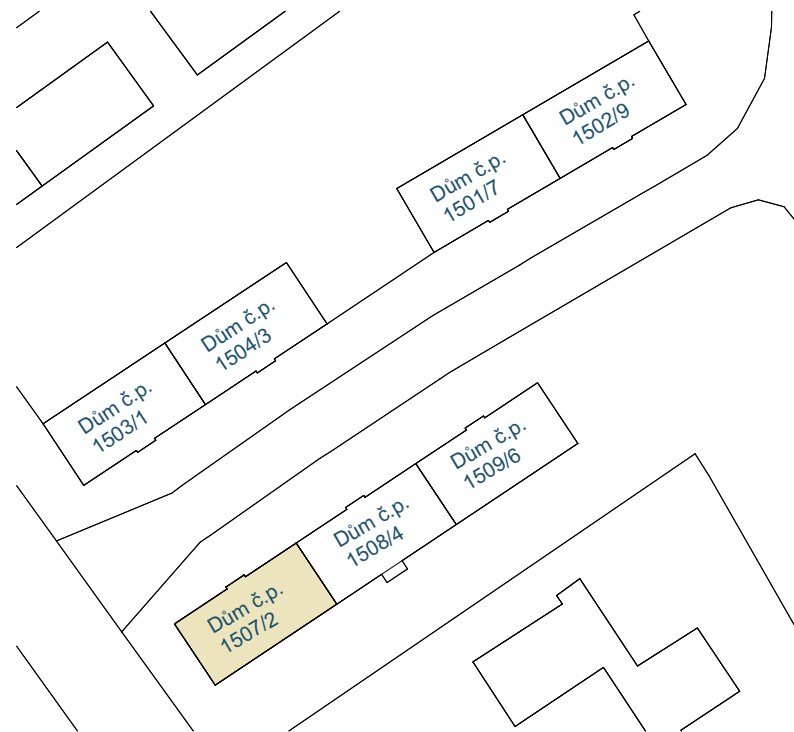 Dům č.p.
1502/9
Dům č.p.
1501/7
Dům č.p.
1504/3
Dům č.p.
1503/1
Dům č.p.
1509/6
Dům č.p.
1508/4
Dům č.p.
1507/2